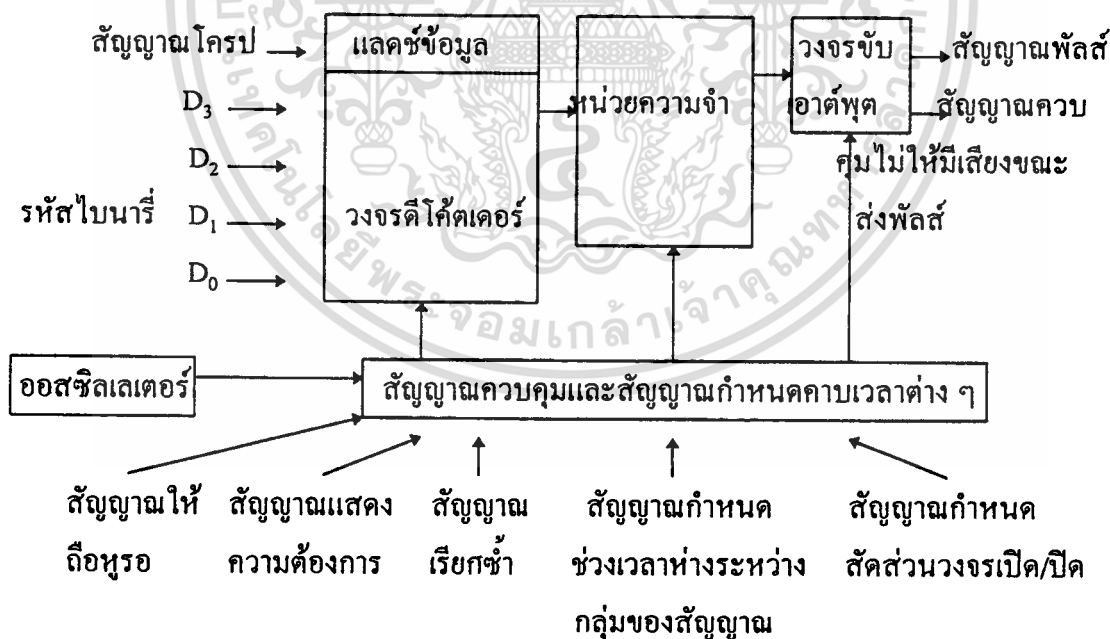 สัญญาณโครป
แลคช์ข้อมูล
วงจรขับ
สัญญาณพัลส์
D3
หน่วยความจำ
เอาต์พุต
สัญญาณควบ
D2
คุมไม่ให้มีเสียงขณะ
รหัสไบนารี่
D1
วงจรดีโค้ตเดอร์
ส่งพัลส์
D0
ออสซิลเลเตอร์
สัญญาณควบคุมและสัญญาณกำหนดคาบเวลาต่าง ๆ
สัญญาณให้
สัญญาณแสดง
สัญญาณ
สัญญาณกำหนด
สัญญาณกำหนด
ถือหูรอ
ความต้องการ
เรียกซ้ำ
ช่วงเวลาห่างระหว่าง
สัดส่วนวงจรเปิด/ปิด
กลุ่มของสัญญาณ